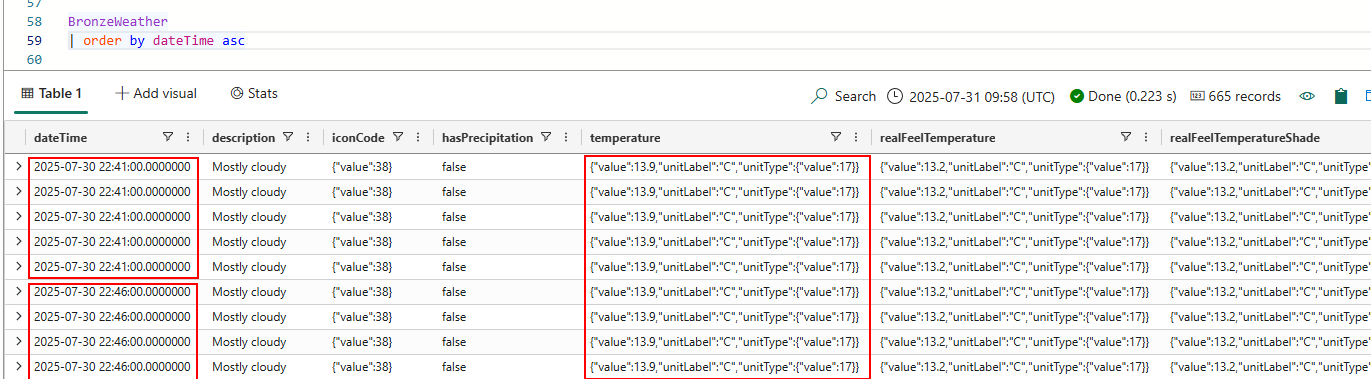 57
58 BronzeWeather
59 | order by dateTime asc
60
Table 1 Add visual Stats Search 2025-07-31 09:58 (UTC) Done (0.223 s) 665 records
dateTime description iconCode hasPrecipitation temperature realFeelTemperature realFeelTemperatureShade
2025-07-30 22:41:00.0000000 Mostly cloudy {"value":38} false {"value":13.9,"unitLabel":"C","unitType":{"value":17}} {"value":13.2,"unitLabel":"C","unitType":{"value":17}} {"value":13.2,"unitLabel":"C","unitType
2025-07-30 22:41:00.0000000 Mostly cloudy {"value":38} false {"value":13.9,"unitLabel":"C","unitType":{"value":17}} {"value":13.2,"unitLabel":"C","unitType":{"value":17}} {"value":13.2,"unitLabel":"C","unitType
2025-07-30 22:41:00.0000000 Mostly cloudy {"value":38} false {"value":13.9,"unitLabel":"C","unitType":{"value":17}} {"value":13.2,"unitLabel":"C","unitType":{"value":17}} {"value":13.2,"unitLabel":"C","unitType
2025-07-30 22:41:00.0000000 Mostly cloudy {"value":38} false {"value":13.9,"unitLabel":"C","unitType":{"value":17}} {"value":13.2,"unitLabel":"C","unitType":{"value":17}} {"value":13.2,"unitLabel":"C","unitType
2025-07-30 22:41:00.0000000 Mostly cloudy {"value":38} false {"value":13.9,"unitLabel":"C","unitType":{"value":17}} {"value":13.2,"unitLabel":"C","unitType":{"value":17}} {"value":13.2,"unitLabel":"C","unitType
2025-07-30 22:46:00.0000000 Mostly cloudy {"value":38} false {"value":13.9,"unitLabel":"C","unitType":{"value":17}} {"value":13.2,"unitLabel":"C","unitType":{"value":17}} {"value":13.2,"unitLabel":"C","unitType
2025-07-30 22:46:00.0000000 Mostly cloudy {"value":38} false {"value":13.9,"unitLabel":"C","unitType":{"value":17}} {"value":13.2,"unitLabel":"C","unitType":{"value":17}} {"value":13.2,"unitLabel":"C","unitType
2025-07-30 22:46:00.0000000 Mostly cloudy {"value":38} false {"value":13.9,"unitLabel":"C","unitType":{"value":17}} {"value":13.2,"unitLabel":"C","unitType":{"value":17}} {"value":13.2,"unitLabel":"C","unitType
2025-07-30 22:46:00.0000000 Mostly cloudy {"value":38} false {"value":13.9,"unitLabel":"C","unitType":{"value":17}} {"value":13.2,"unitLabel":"C","unitType":{"value":17}} {"value":13.2,"unitLabel":"C","unitType